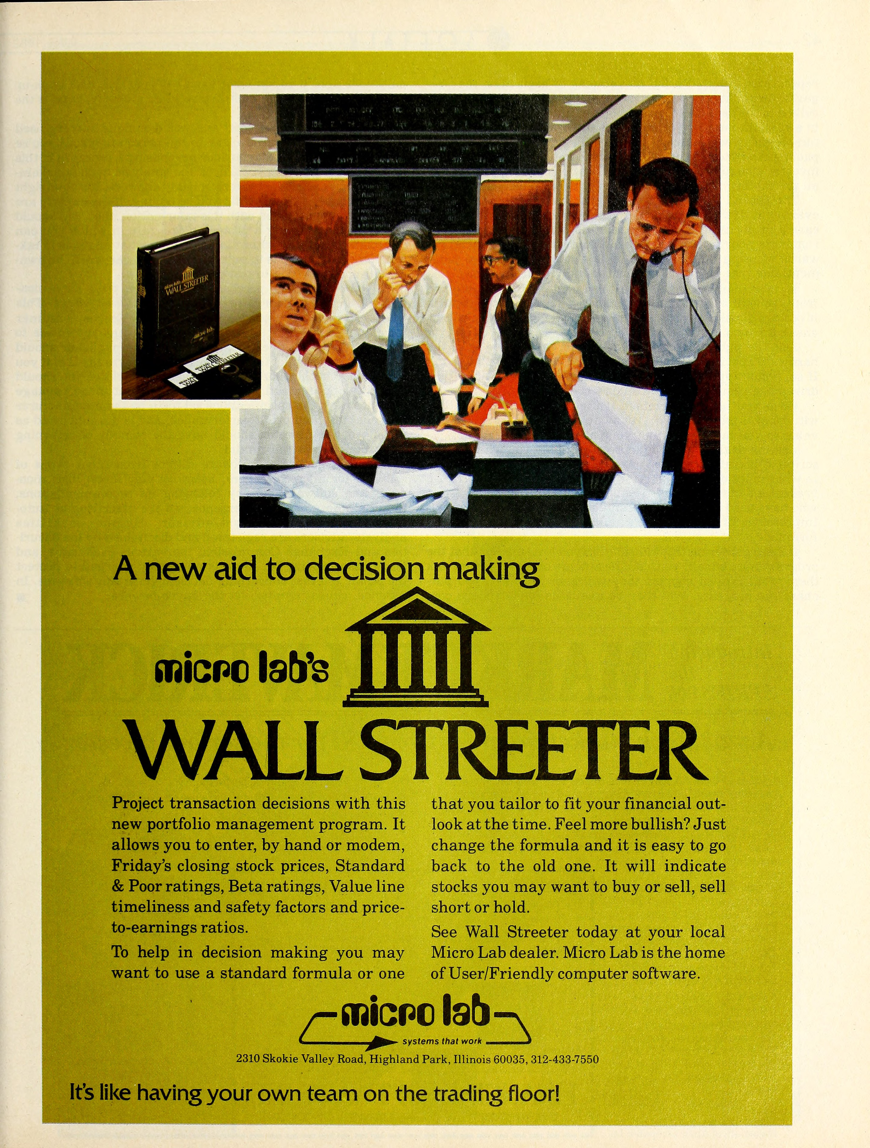 WALL STREETER
A new aid to decision making
micro lab's
WALL STREETER
Project transaction decisions with this
new portfolio management program. It
allows you to enter, by hand or modem,
Friday's closing stock prices, Standard
& Poor ratings, Beta ratings, Value line
timeliness and safety factors and price-
to-earnings ratios.
To help in decision making you may
want to use a standard formula or one
that you tailor to fit your financial out-
look at the time. Feel more bullish? Just
change the formula and it is easy to go
back to the old one. It will indicate
stocks you may want to buy or sell, sell
short or hold.
See Wall Streeter today at your local
Micro Lab dealer. Micro Lab is the home
of User/Friendly computer software.
micro lab
systems that work
2310 Skokie Valley Road, Highland Park, Illinois 60035, 312-433-7550
It's like having your own team on the trading floor!